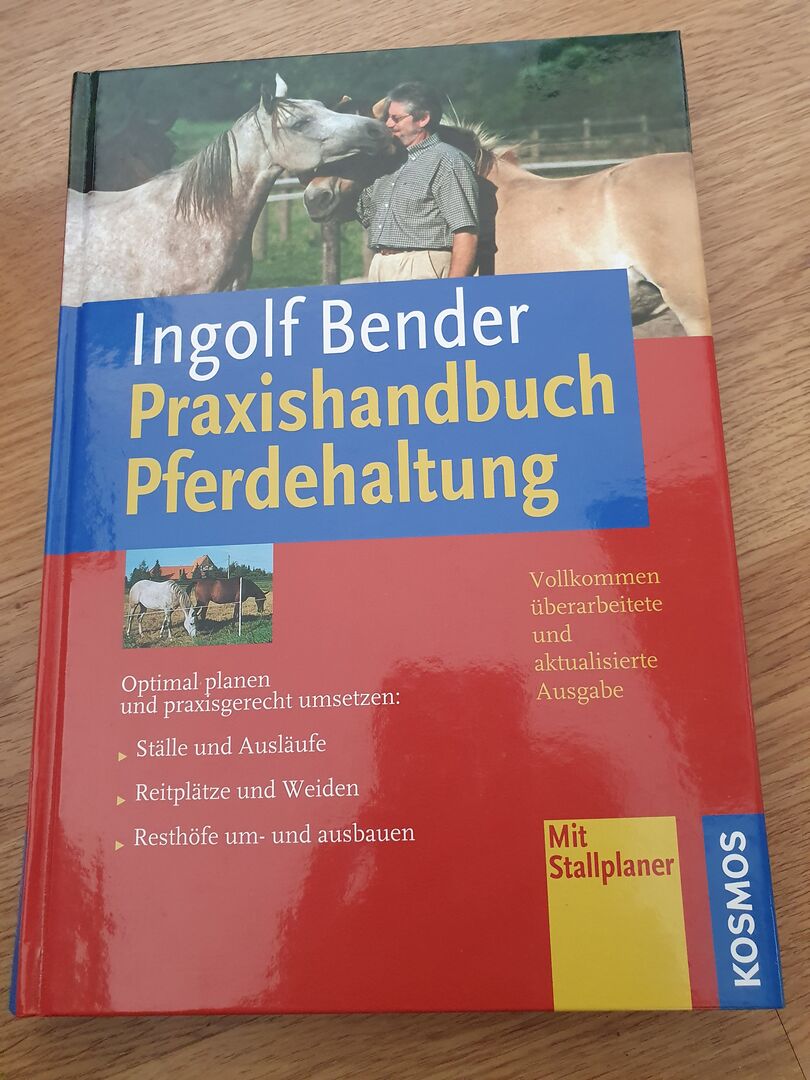 Ingolf Bender
Praxishandbuch
Pferdehaltung
Vollkommen
überarbeitete
und
aktualisierte
Ausgabe
Optimal planen
und praxisgerecht umsetzen:
Ställe und Ausläufe
Reitplätze und Weiden
Resthöfe um- und ausbauen
Mit
Stallplaner
KOSMOS